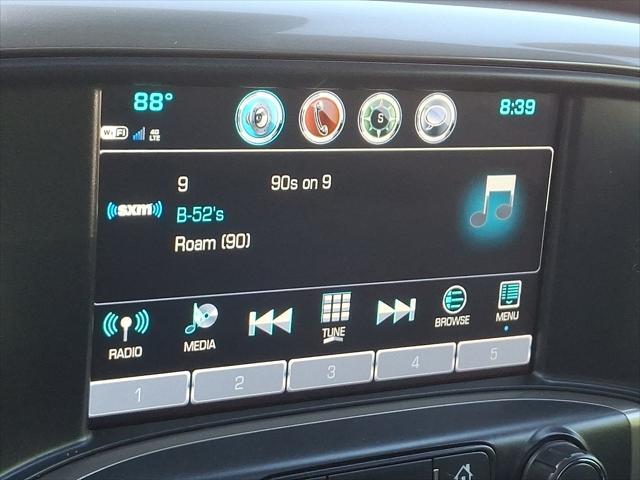 88°
8:39
WiFi
4G
LTE
S
9 90s on 9
((sxm))
B-52's
Roam (90)
RADIO
MEDIA
TUNE
BROWSE
MENU
1 2 3 4 5